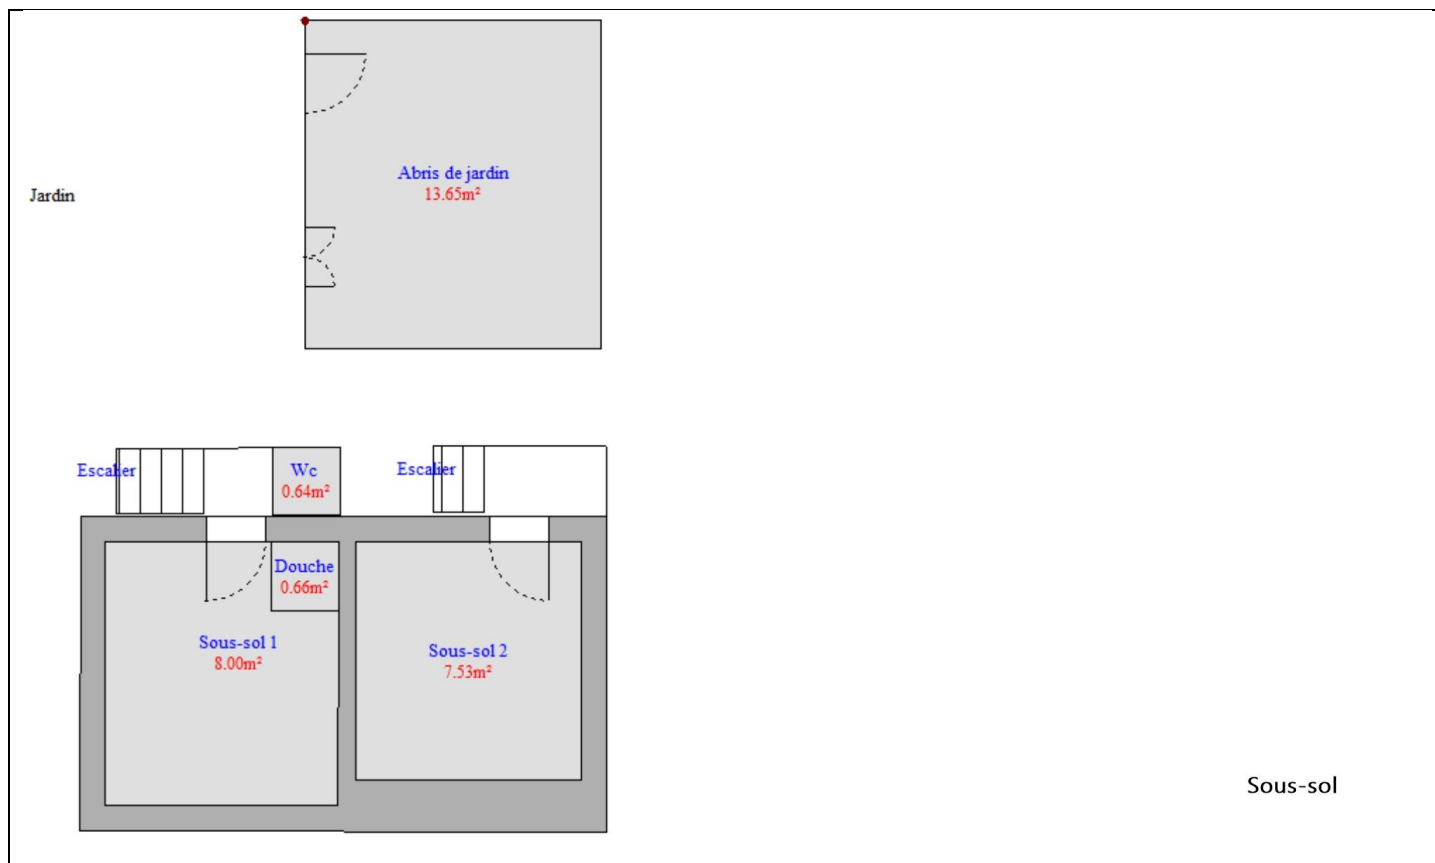 Abris de jardin
13.65m²
Jardin
Escalier
Wc
0.64m²
Escalier
Douche
0.66m²
Sous-sol 1
8.00m²
Sous-sol 2
7.53m²
Sous-sol